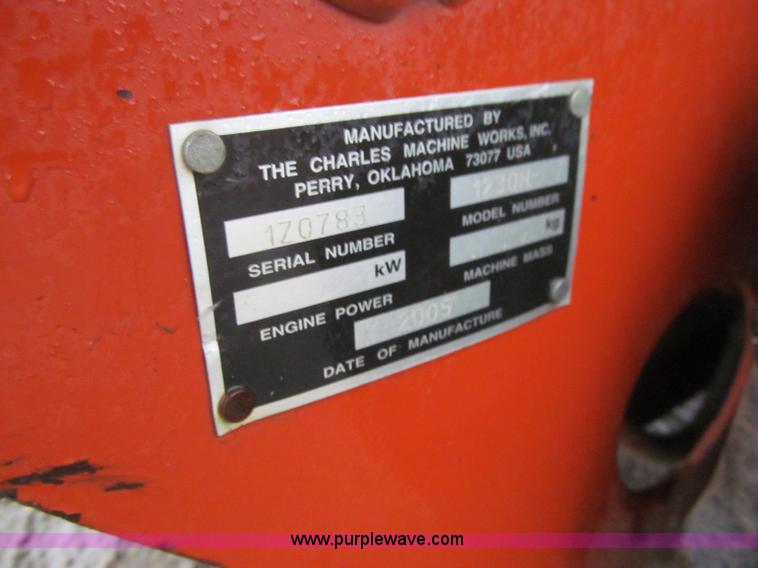 MANUFACTURED BY
THE CHARLES MACHINE WORKS, INC.
PERRY, OKLAHOMA 73077 USA
1Z0783 1230H
SERIAL NUMBER MODEL NUMBER
kW kg
ENGINE POWER MACHINE MASS
2005
DATE OF MANUFACTURE
www.purplewave.com